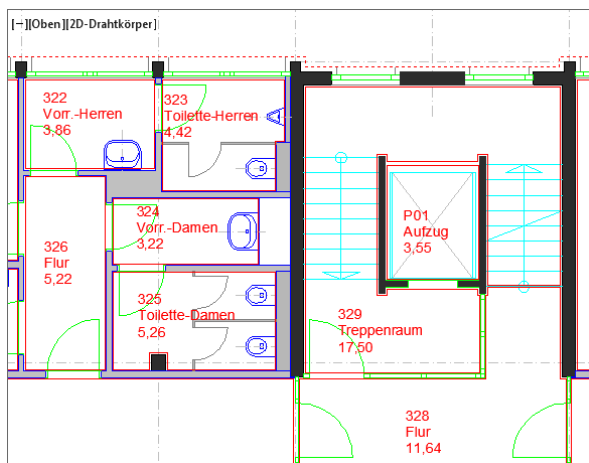 [−][Oben][2D-Drahtkörper]
322
Vorr.-Herren
3,86
323
Toilette-Herren
4,42
324
Vorr.-Damen
3,22
326
Flur
5,22
325
Toilette-Damen
5,26
P01
Aufzug
3,55
329
Treppenraum
17,50
328
Flur
11,64